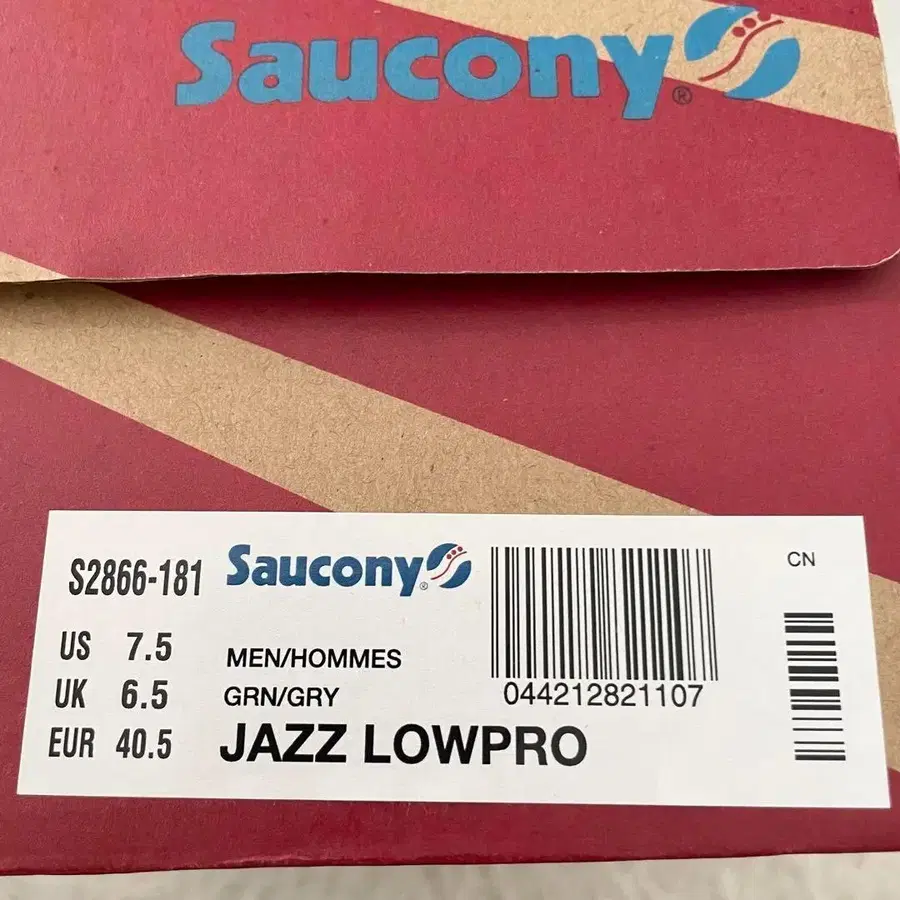 Saucony®
S2866-181
Saucony®
CN
US 7.5
UK 6.5
EUR 40.5
MEN/HOMMES
GRN/GRY
JAZZ LOWPRO
044212821107